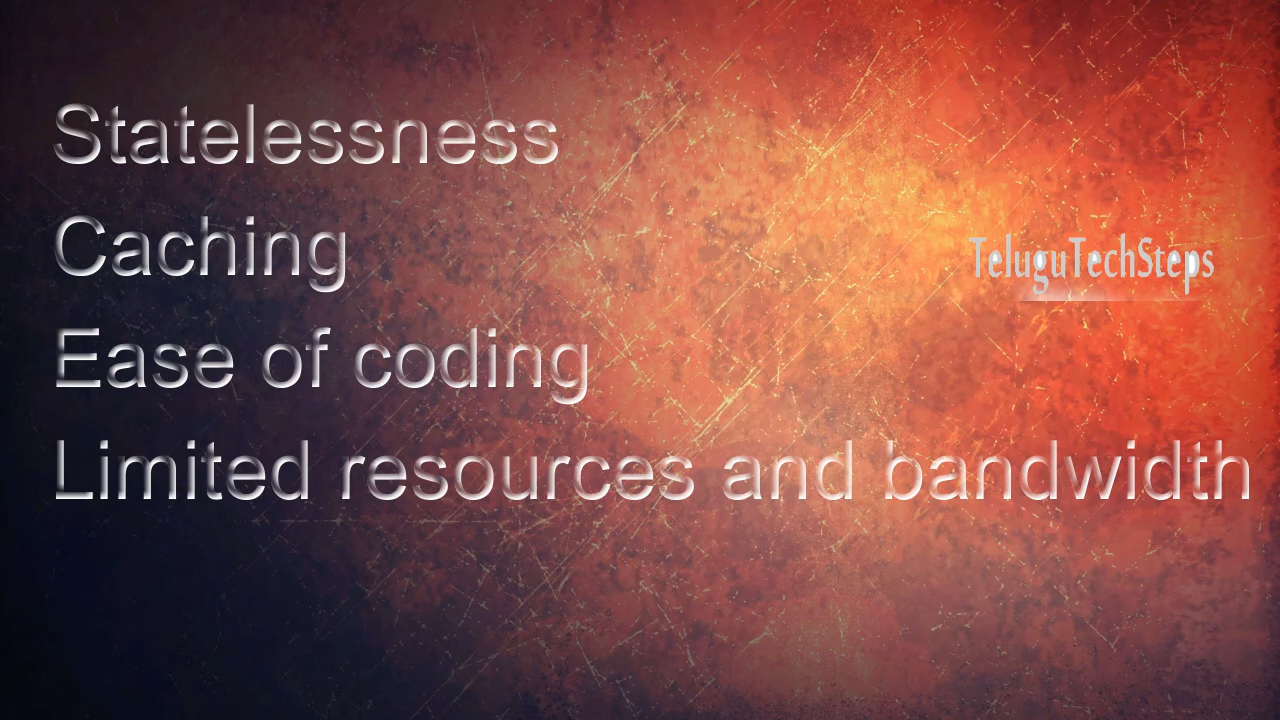 Statelessness
Caching
TeluguTechSteps
Ease of coding
Limited resources and bandwidth